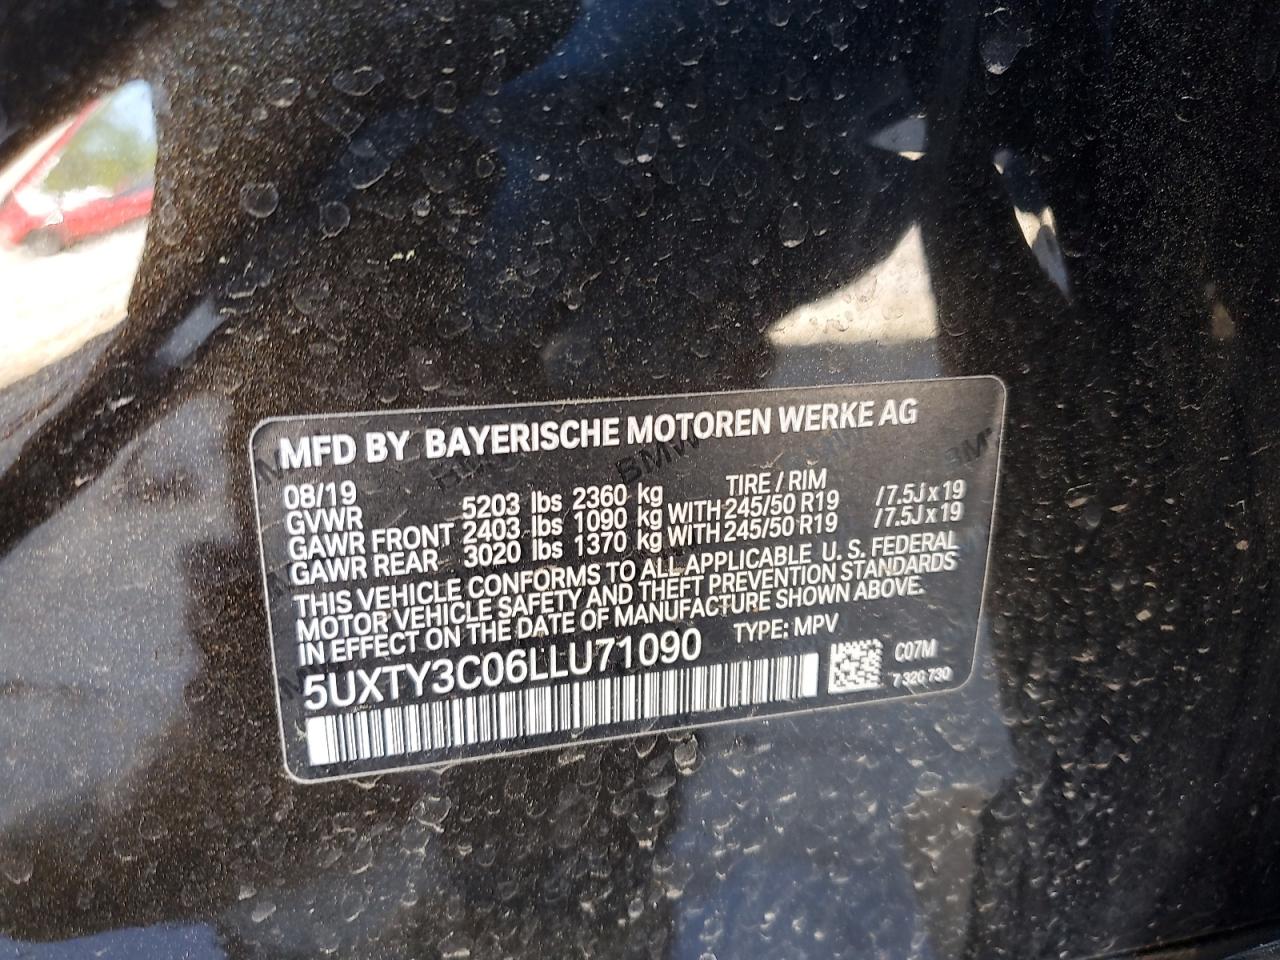 MFD BY BAYERISCHE MOTOREN WERKE AG
08/19 TIRE / RIM
GVWR 5203 lbs 2360 kg
GAWR FRONT 2403 lbs 1090 kg WITH 245/50 R19 /7.5J x 19
GAWR REAR 3020 lbs 1370 kg WITH 245/50 R19 /7.5J x 19
THIS VEHICLE CONFORMS TO ALL APPLICABLE U. S. FEDERAL
MOTOR VEHICLE SAFETY AND THEFT PREVENTION STANDARDS
IN EFFECT ON THE DATE OF MANUFACTURE SHOWN ABOVE.
5UXTY3C06LLU71090 TYPE: MPV
C07M